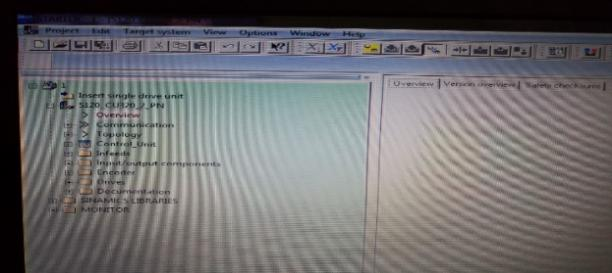 Project Edit Target system View Options Window Help
Overview Version overview Safety checksums
1
Insert single drive unit
S120_CU320_2_PN
Overview
Communication
Topology
Control_Unit
Infeeds
Input/output components
Encoder
Drives
Documentation
SINAMICS LIBRARIES
MONITOR